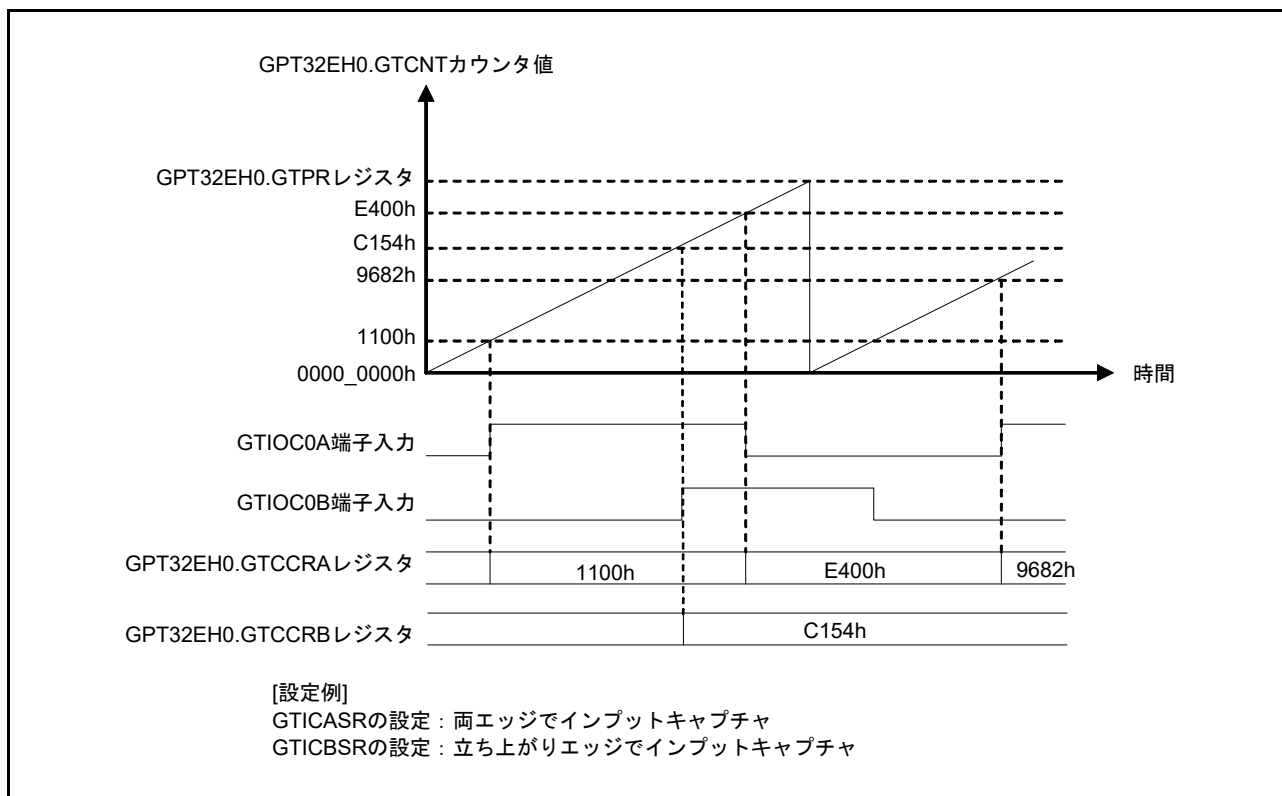 GPT32EH0.GTCNTカウンタ値
GPT32EH0.GTPRレジスタ
E400h
C154h
9682h
1100h
0000_0000h
時間
GTIOC0A端子入力
GTIOC0B端子入力
GPT32EH0.GTCCRAレジスタ
1100h
E400h
9682h
GPT32EH0.GTCCRBレジスタ
C154h
[設定例]
GTICASRの設定：両エッジでインプットキャプチャ
GTICBSRの設定：立ち上がりエッジでインプットキャプチャ